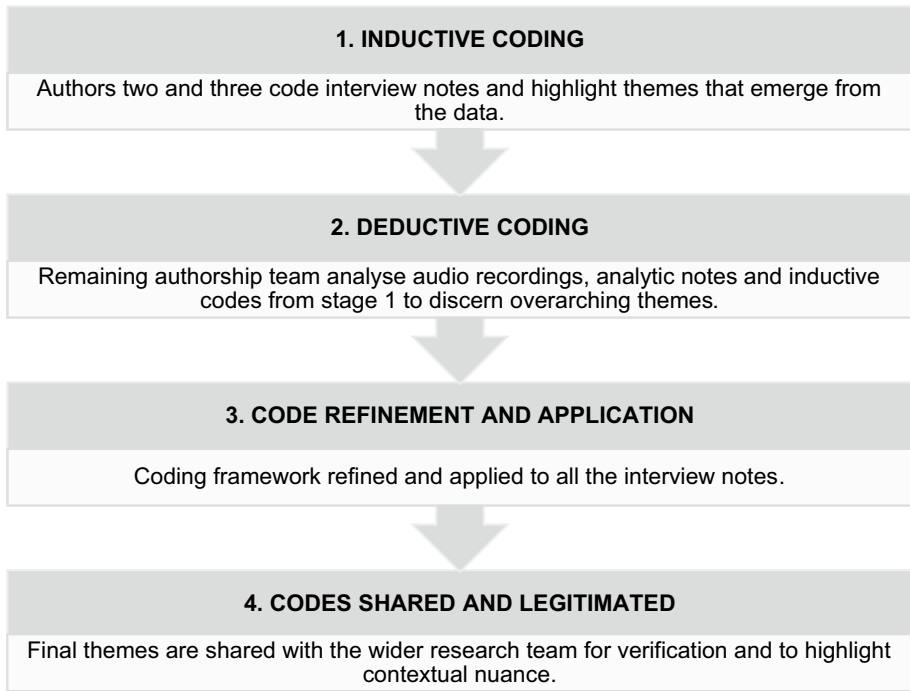 1. INDUCTIVE CODING
Authors two and three code interview notes and highlight themes that emerge from
the data.
2. DEDUCTIVE CODING
Remaining authorship team analyse audio recordings, analytic notes and inductive
codes from stage 1 to discern overarching themes.
3. CODE REFINEMENT AND APPLICATION
Coding framework refined and applied to all the interview notes.
4. CODES SHARED AND LEGITIMATED
Final themes are shared with the wider research team for verification and to highlight
contextual nuance.